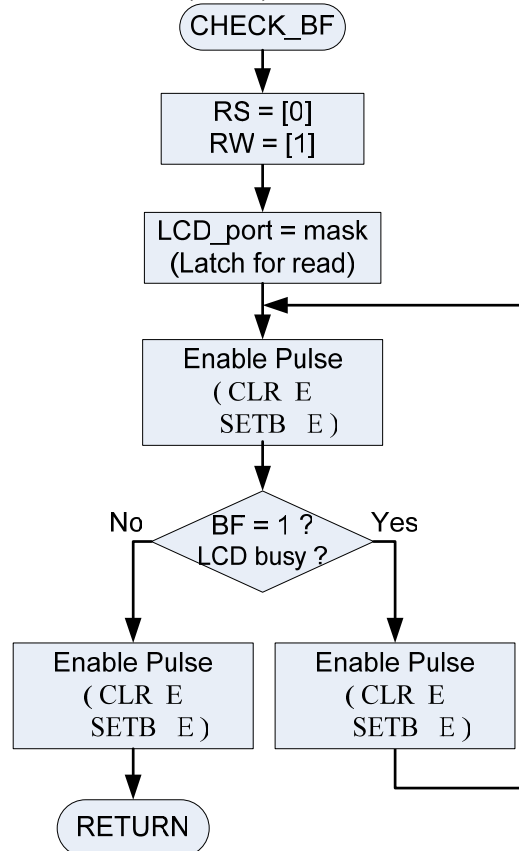 CHECK_BF
RS = [0]
RW = [1]
LCD_port = mask
(Latch for read)
Enable Pulse
( CLR E
SETB E )
No
BF = 1 ?
LCD busy ?
Yes
Enable Pulse
( CLR E
SETB E )
Enable Pulse
( CLR E
SETB E )
RETURN